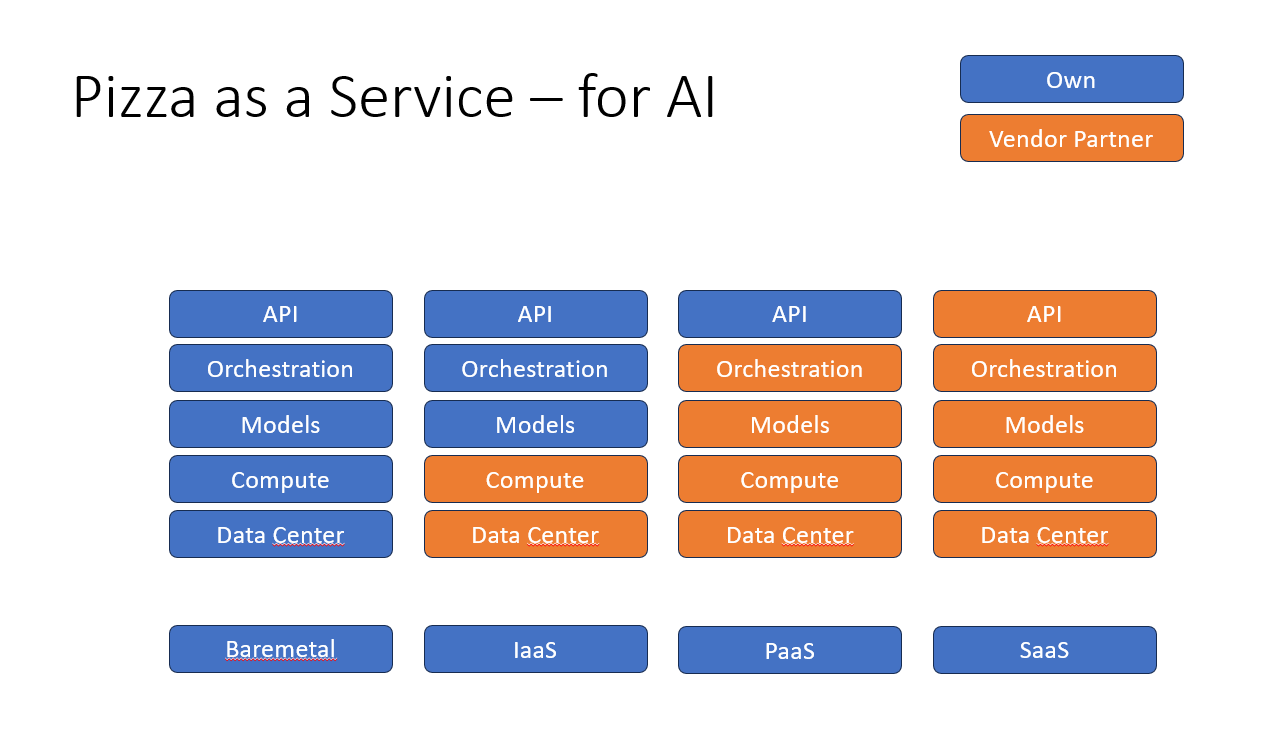 Pizza as a Service – for AI
Own
Vendor Partner
API
API
API
API
Orchestration
Orchestration
Orchestration
Orchestration
Models
Models
Models
Models
Compute
Compute
Compute
Compute
Data Center
Data Center
Data Center
Data Center
Baremetal
IaaS
PaaS
SaaS